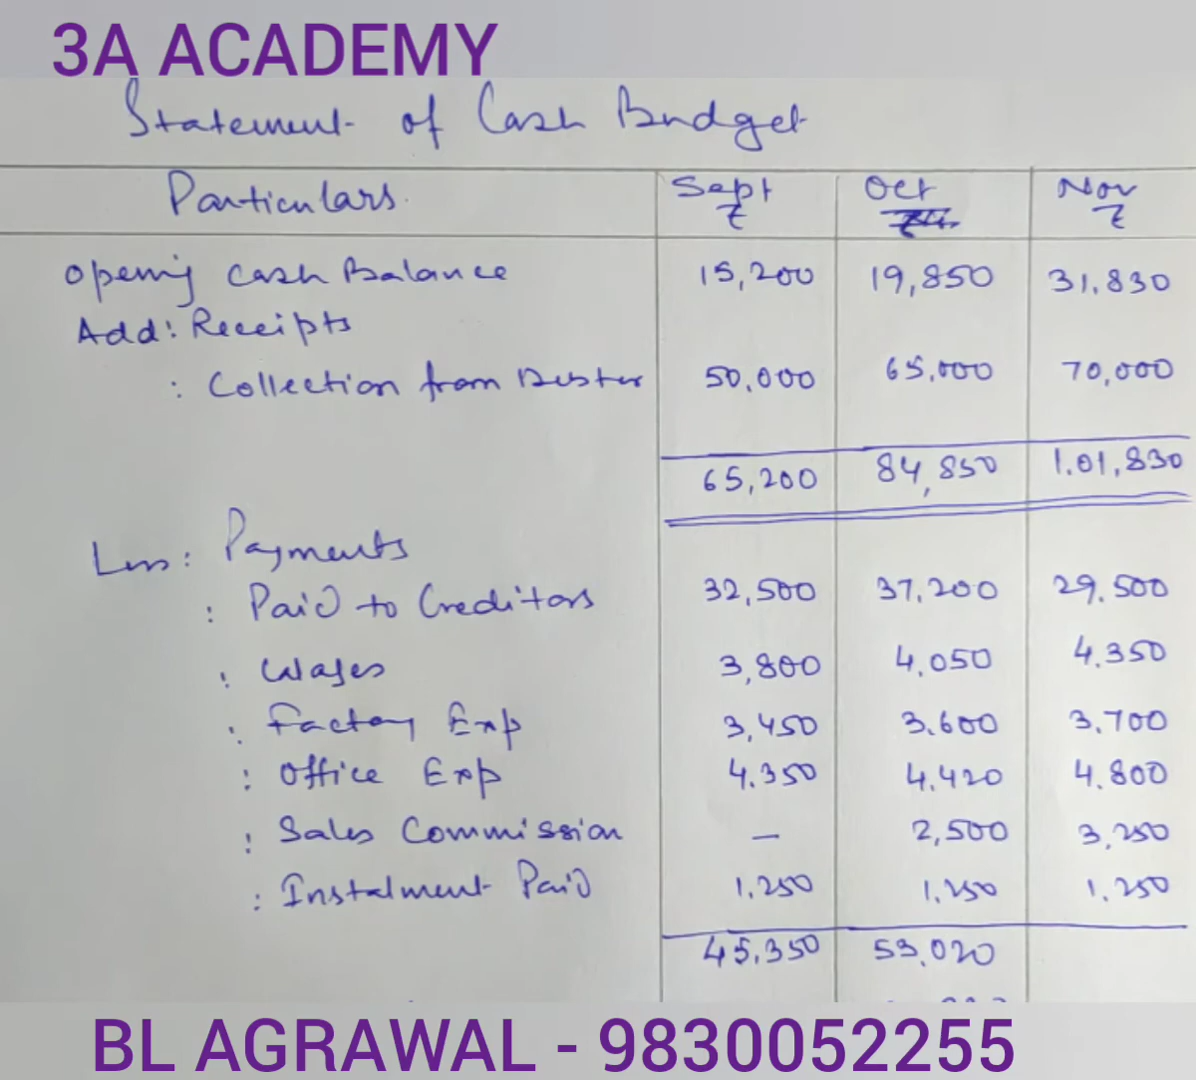 3A ACADEMY
Statement of Cash Budget
Particulars. Sept Oct Nov
₹ ₹
Opening Cash Balance 15,200 19,850 31,830
Add: Receipts
: Collection from Debtor 50,000 65,000 70,000
65,200 84,850 1,01,830
Less: Payments
: Paid to Creditors 32,500 37,200 29,500
: Wages 3,800 4,050 4,350
: Factory Exp 3,450 3,600 3,700
: Office Exp 4,350 4,420 4,800
: Sales Commission — 2,500 3,250
: Instalment Paid 1,250 1,250 1,250
45,350 53,020
BL AGRAWAL - 9830052255